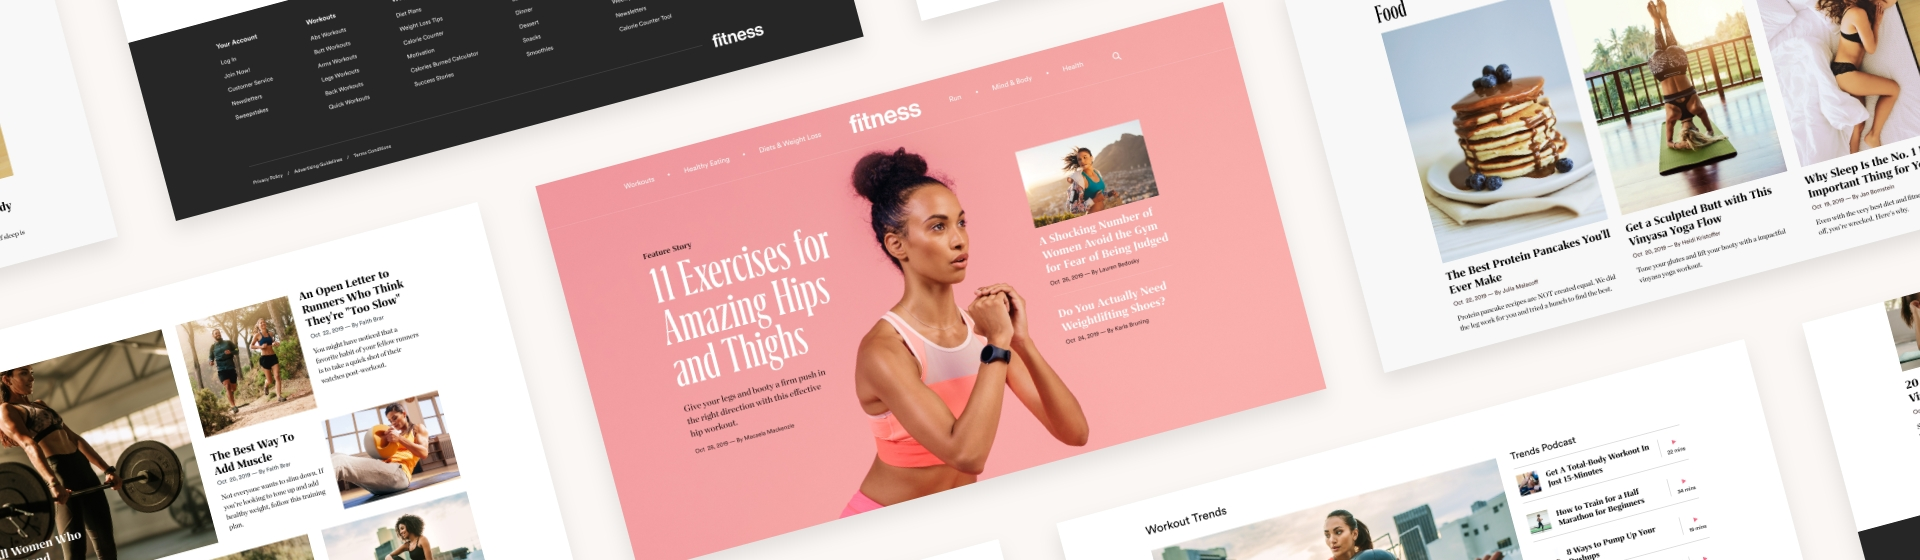 dy
f sleep is
Your Account
Log In
Join Now!
Customer Service
Newsletters
Sweepstakes
Workouts
Abs Workouts
Butt Workouts
Arms Workouts
Legs Workouts
Back Workouts
Quick Workouts
Diet Plans
Weight Loss Tips
Calorie Counter
Motivation
Calories Burned Calculator
Success Stories
Dinner
Dessert
Snacks
Smoothies
Newsletters
Calorie Counter Tool
fitness
Privacy Policy / Advertising Guidelines / Terms Conditions
An Open Letter to
Runners Who Think
They're "Too Slow"
Oct 22, 2019 — By Faith Brar
You might have noticed that a
favorite habit of your fellow runners
is to take a quick shot of their
watches post-workout.
The Best Way To
Add Muscle
Oct 20, 2019 — By Faith Brar
Not everyone wants to slim down. If
you're looking to tone up and add
healthy weight, follow this training
plan.
ll Women Who
Workouts • Healthy Eating • Diets & Weight Loss
fitness
Run • Mind & Body • Health
Feature Story
11 Exercises for
Amazing Hips
and Thighs
Give your legs and booty a firm push in
the right direction with this effective
hip workout.
Oct 28, 2019 — By Macaela Mackenzie
A Shocking Number of
Women Avoid the Gym
for Fear of Being Judged
Oct 26, 2019 — By Lauren Bedosky
Do You Actually Need
Weightlifting Shoes?
Oct 24, 2019 — By Karla Bruning
Food
The Best Protein Pancakes You'll
Ever Make
Oct 22, 2019 — By Julia Malacoff
Protein pancake recipes are NOT created equal. We did
the leg work for you and tried a bunch to find the best.
Get a Sculpted Butt with This
Vinyasa Yoga Flow
Oct 20, 2019 — By Heidi Kristoffer
Tone your glutes and lift your booty with a impactful
vinyasa yoga workout.
Why Sleep Is the No. 1
Important Thing for Yo
Oct 19, 2019 — By Jan Bornstein
Even with the very best diet and fitnes
off, you're wrecked. Here's why.
Workout Trends
Trends Podcast
Get A Total-Body Workout In
Just 15-Minutes
22 mins
How to Train for a Half
Marathon for Beginners
34 mins
8 Ways to Pump Up Your
Pushups
15 mins
20
Vi